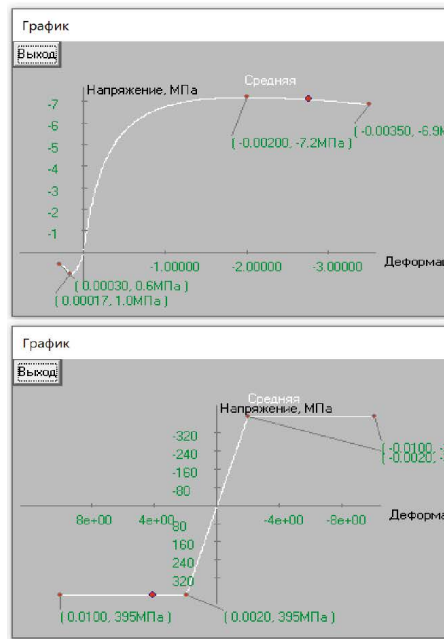 График
Выход
Напряжение, МПа
Средняя
-7
-6
-5
-4
-3
-2
-1
( -0.00350, -6.9М
( -0.00200, -7.2МПа )
-1.00000 -2.00000 -3.00000
Деформа
( 0.00030, 0.6МПа )
( 0.00017, 1.0МПа )
График
Выход
Средняя
Напряжение, МПа
-320
-240
-160
-80
( -0.0100, -
( -0.0020, -
8e+00 4e+00 -4e+00 -8e+00
Деформа
80
160
240
320
( 0.0100, 395МПа )
( 0.0020, 395МПа )